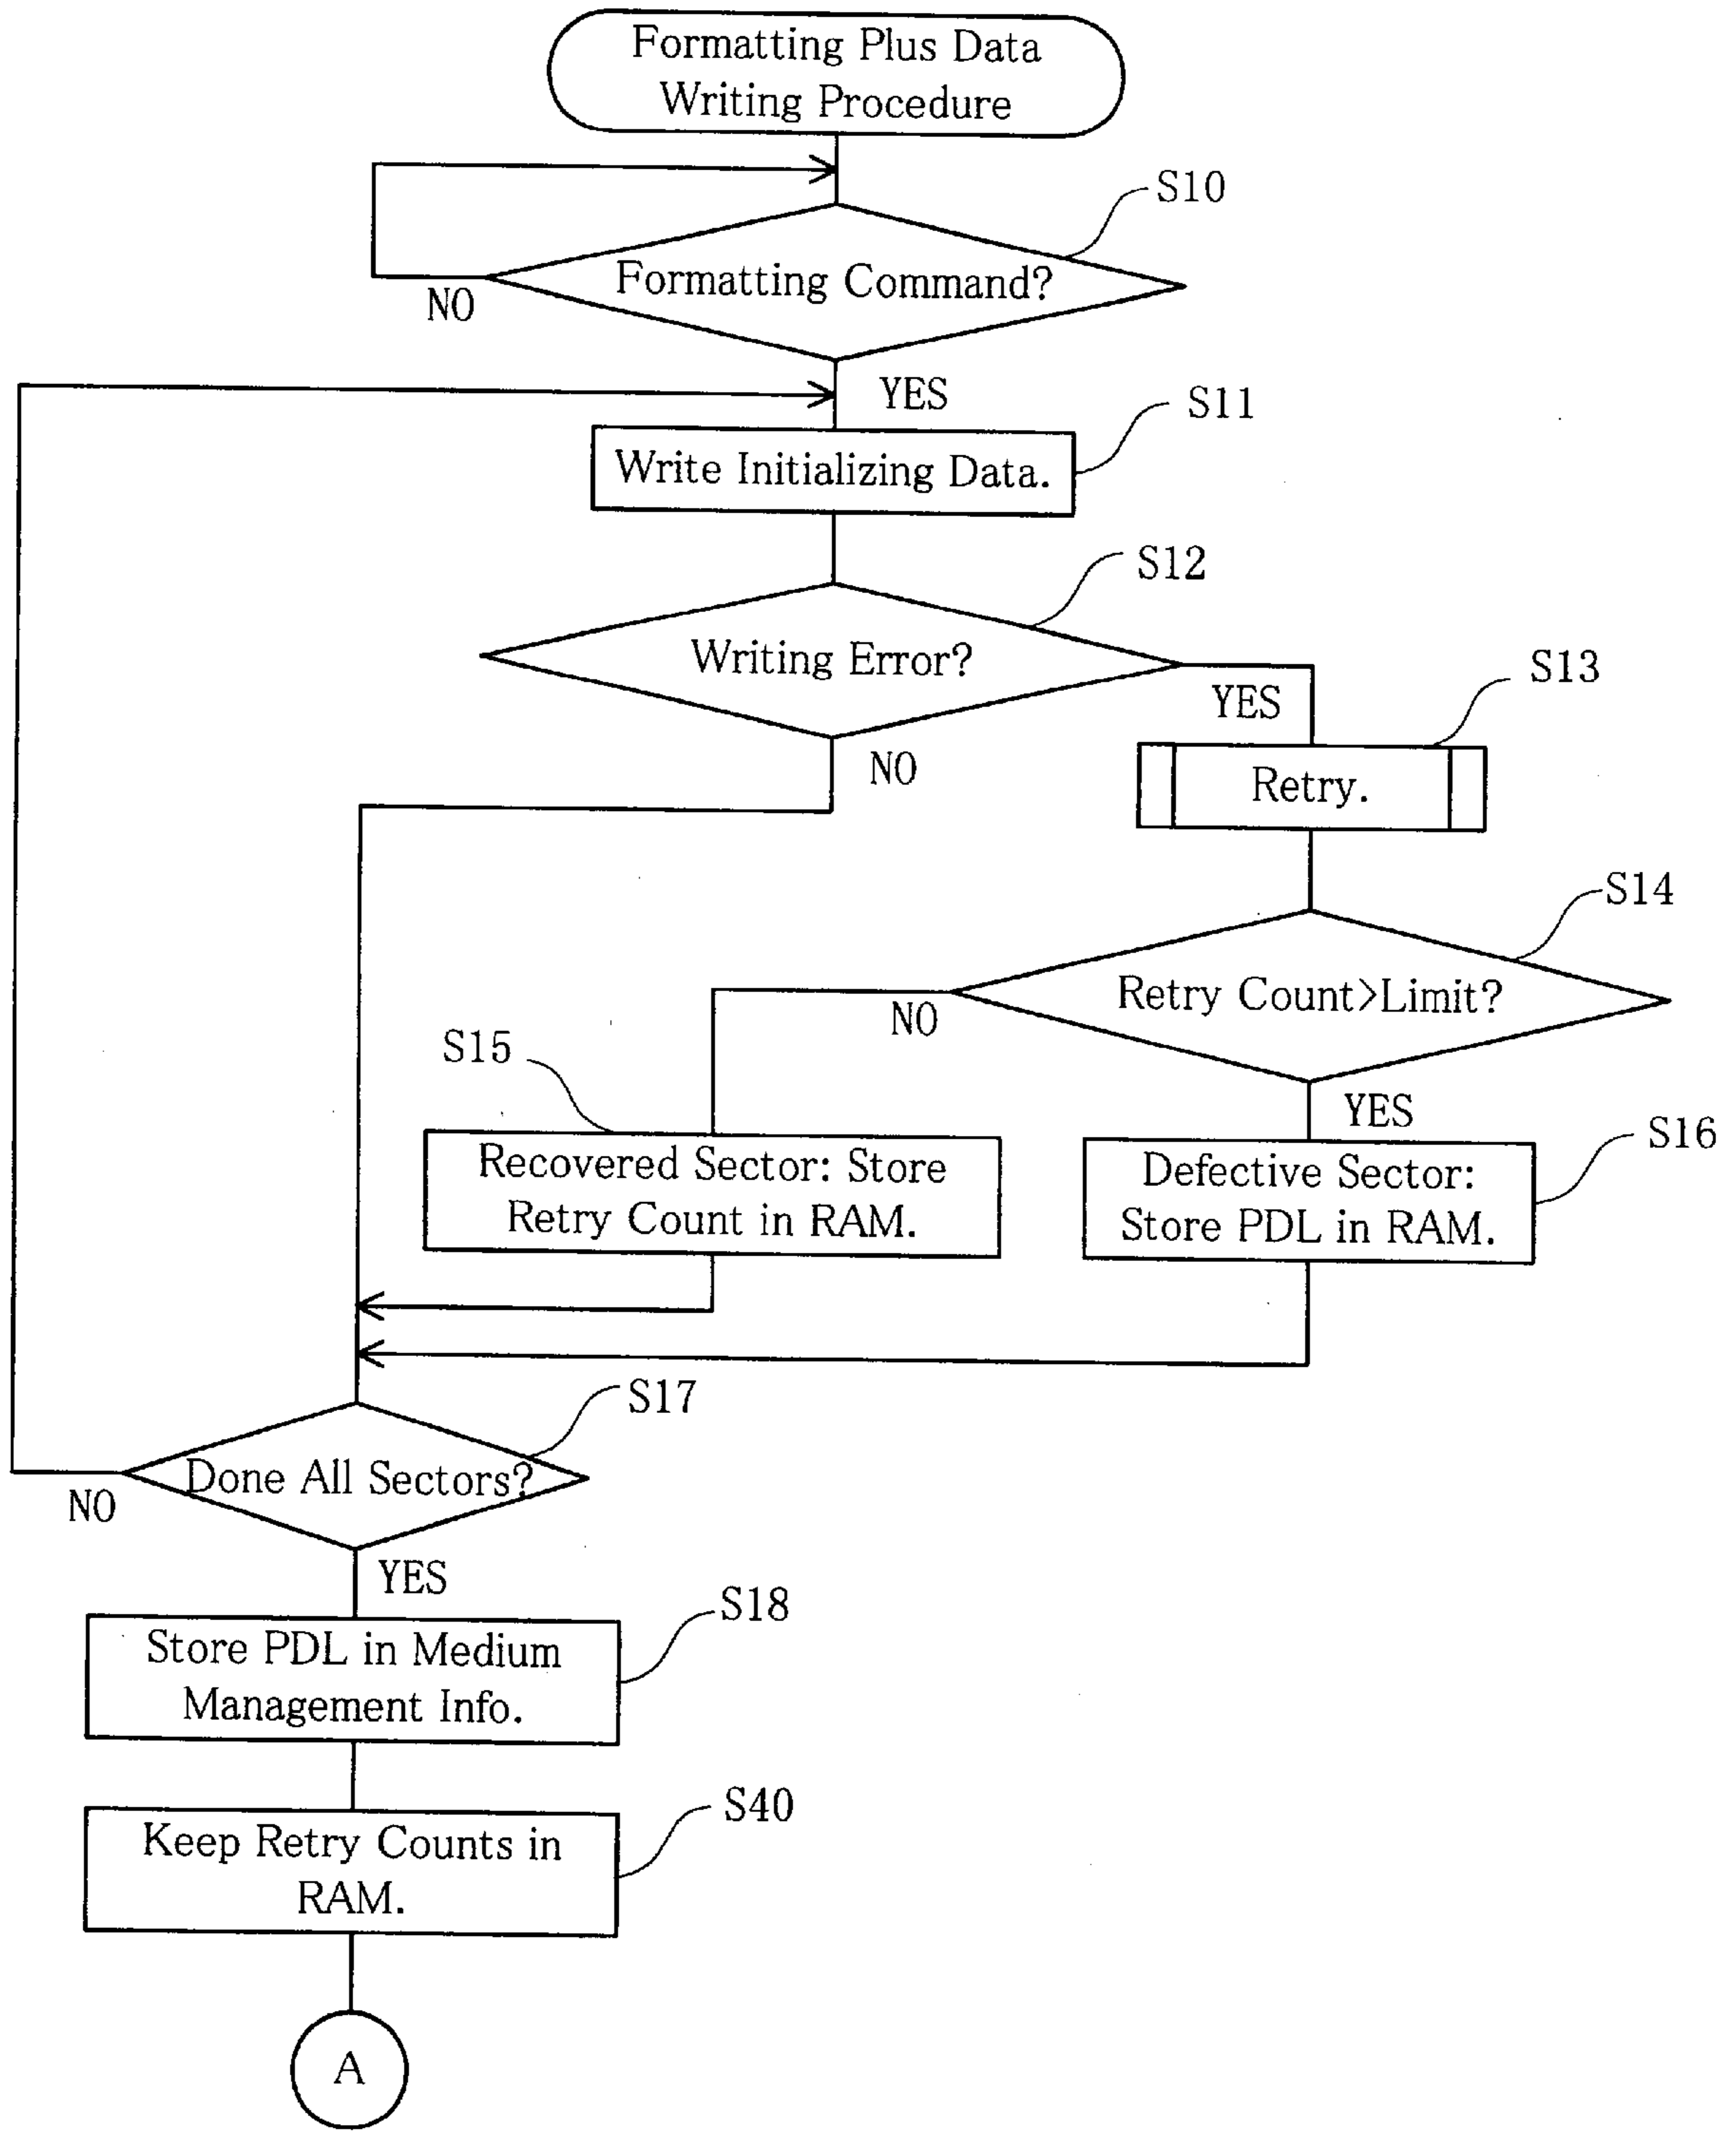 Formatting Plus Data
Writing Procedure
S10
Formatting Command?
NO
YES
S11
Write Initializing Data.
S12
Writing Error?
YES
S13
NO
Retry.
S14
Retry Count>Limit?
NO
S15
YES
S16
Recovered Sector: Store
Retry Count in RAM.
Defective Sector:
Store PDL in RAM.
S17
Done All Sectors?
NO
YES
S18
Store PDL in Medium
Management Info.
S40
Keep Retry Counts in
RAM.
A